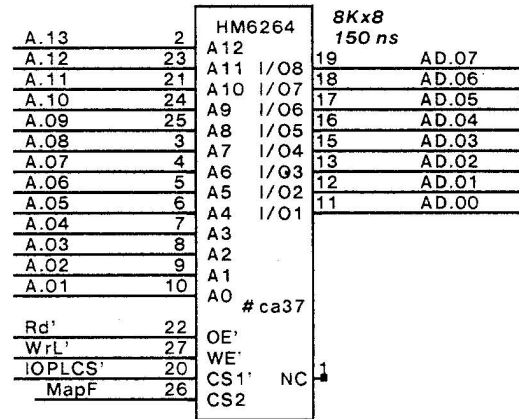 HM6264
8Kx8
150 ns
A.13 2 A12
A.12 23 A11 I/O8 19 AD.07
A.11 21 A10 I/O7 18 AD.06
A.10 24 A9 I/O6 17 AD.05
A.09 25 A8 I/O5 16 AD.04
A.08 3 A7 I/O4 15 AD.03
A.07 4 A6 I/O3 13 AD.02
A.06 5 A5 I/O2 12 AD.01
A.05 6 A4 I/O1 11 AD.00
A.04 7 A3
A.03 8 A2
A.02 9 A1
A.01 10 A0
#ca37
Rd' 22 OE'
WrL' 27 WE'
IOPLCS' 20 CS1' NC 1
MapF 26 CS2